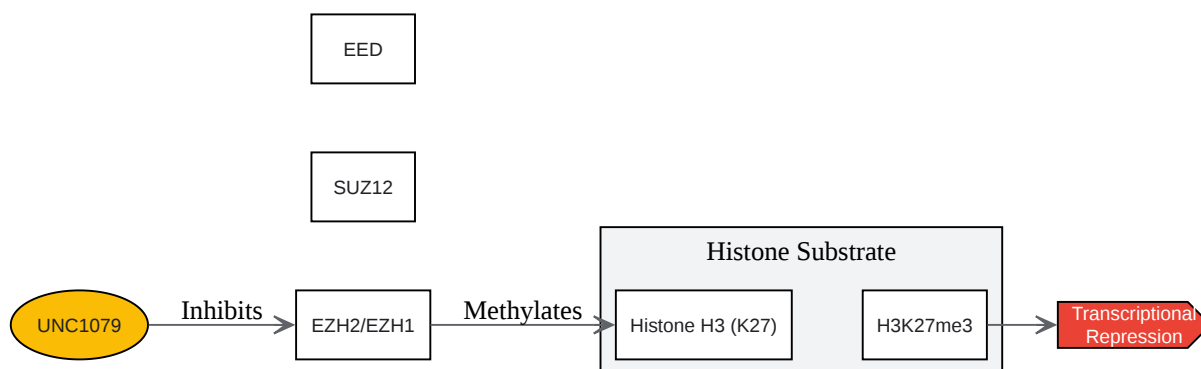 EED
SUZ12
Histone Substrate
UNC1079
Inhibits
EZH2/EZH1
Methylates
Histone H3 (K27)
H3K27me3
Transcriptional
Repression